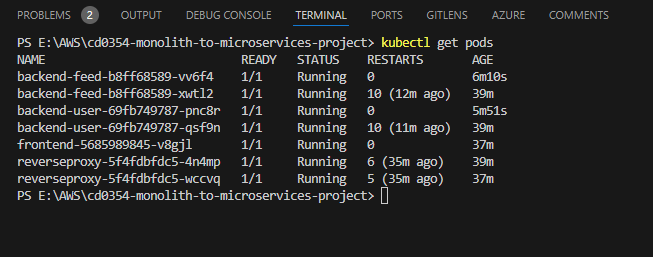 PROBLEMS 2 OUTPUT DEBUG CONSOLE TERMINAL PORTS GITLENS AZURE COMMENTS
PS E:\AWS\cd0354-monolith-to-microservices-project> kubectl get pods
NAME READY STATUS RESTARTS AGE
backend-feed-b8ff68589-vv6f4 1/1 Running 0 6m10s
backend-feed-b8ff68589-xwtl2 1/1 Running 10 (12m ago) 39m
backend-user-69fb749787-pnc8r 1/1 Running 0 5m51s
backend-user-69fb749787-qsf9n 1/1 Running 10 (11m ago) 39m
frontend-5685989845-v8gjl 1/1 Running 0 37m
reverseproxy-5f4fdbfdc5-4n4mp 1/1 Running 6 (35m ago) 39m
reverseproxy-5f4fdbfdc5-wccvq 1/1 Running 5 (35m ago) 37m
PS E:\AWS\cd0354-monolith-to-microservices-project>